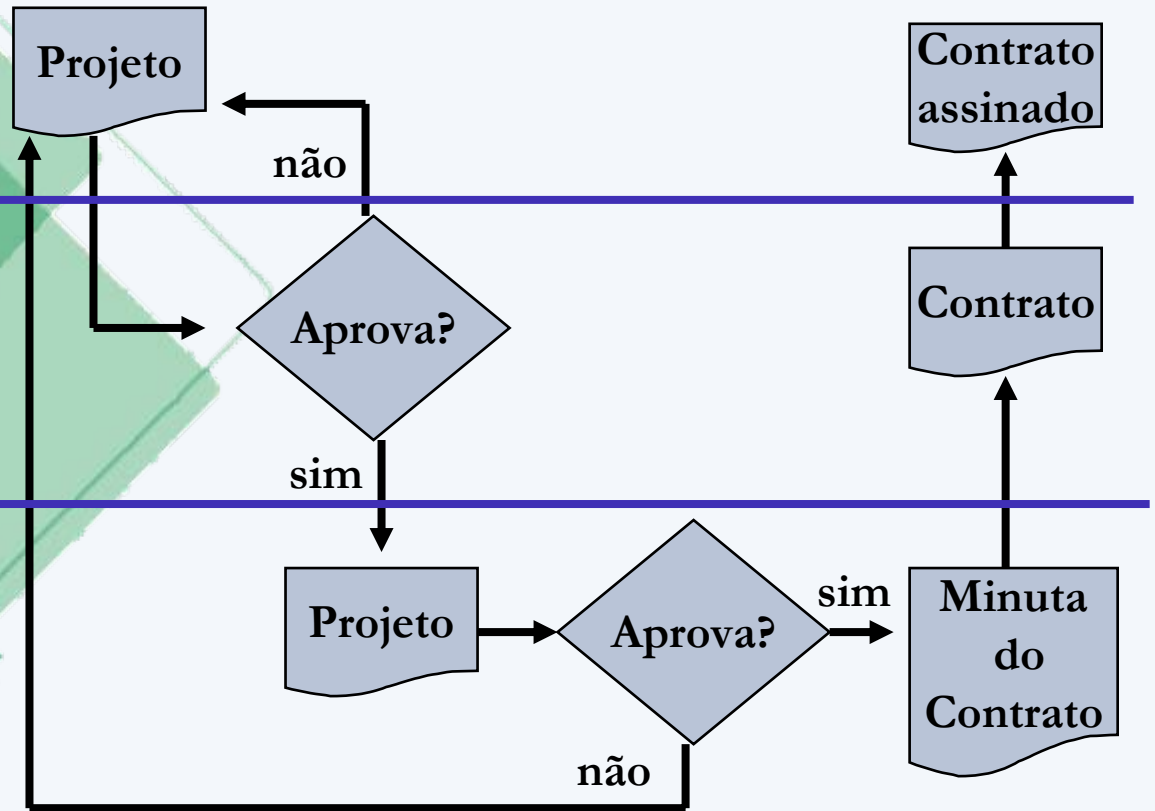 Projeto
Contrato
assinado
não
Aprova?
Contrato
sim
Projeto
Aprova?
sim
Minuta
do
Contrato
não